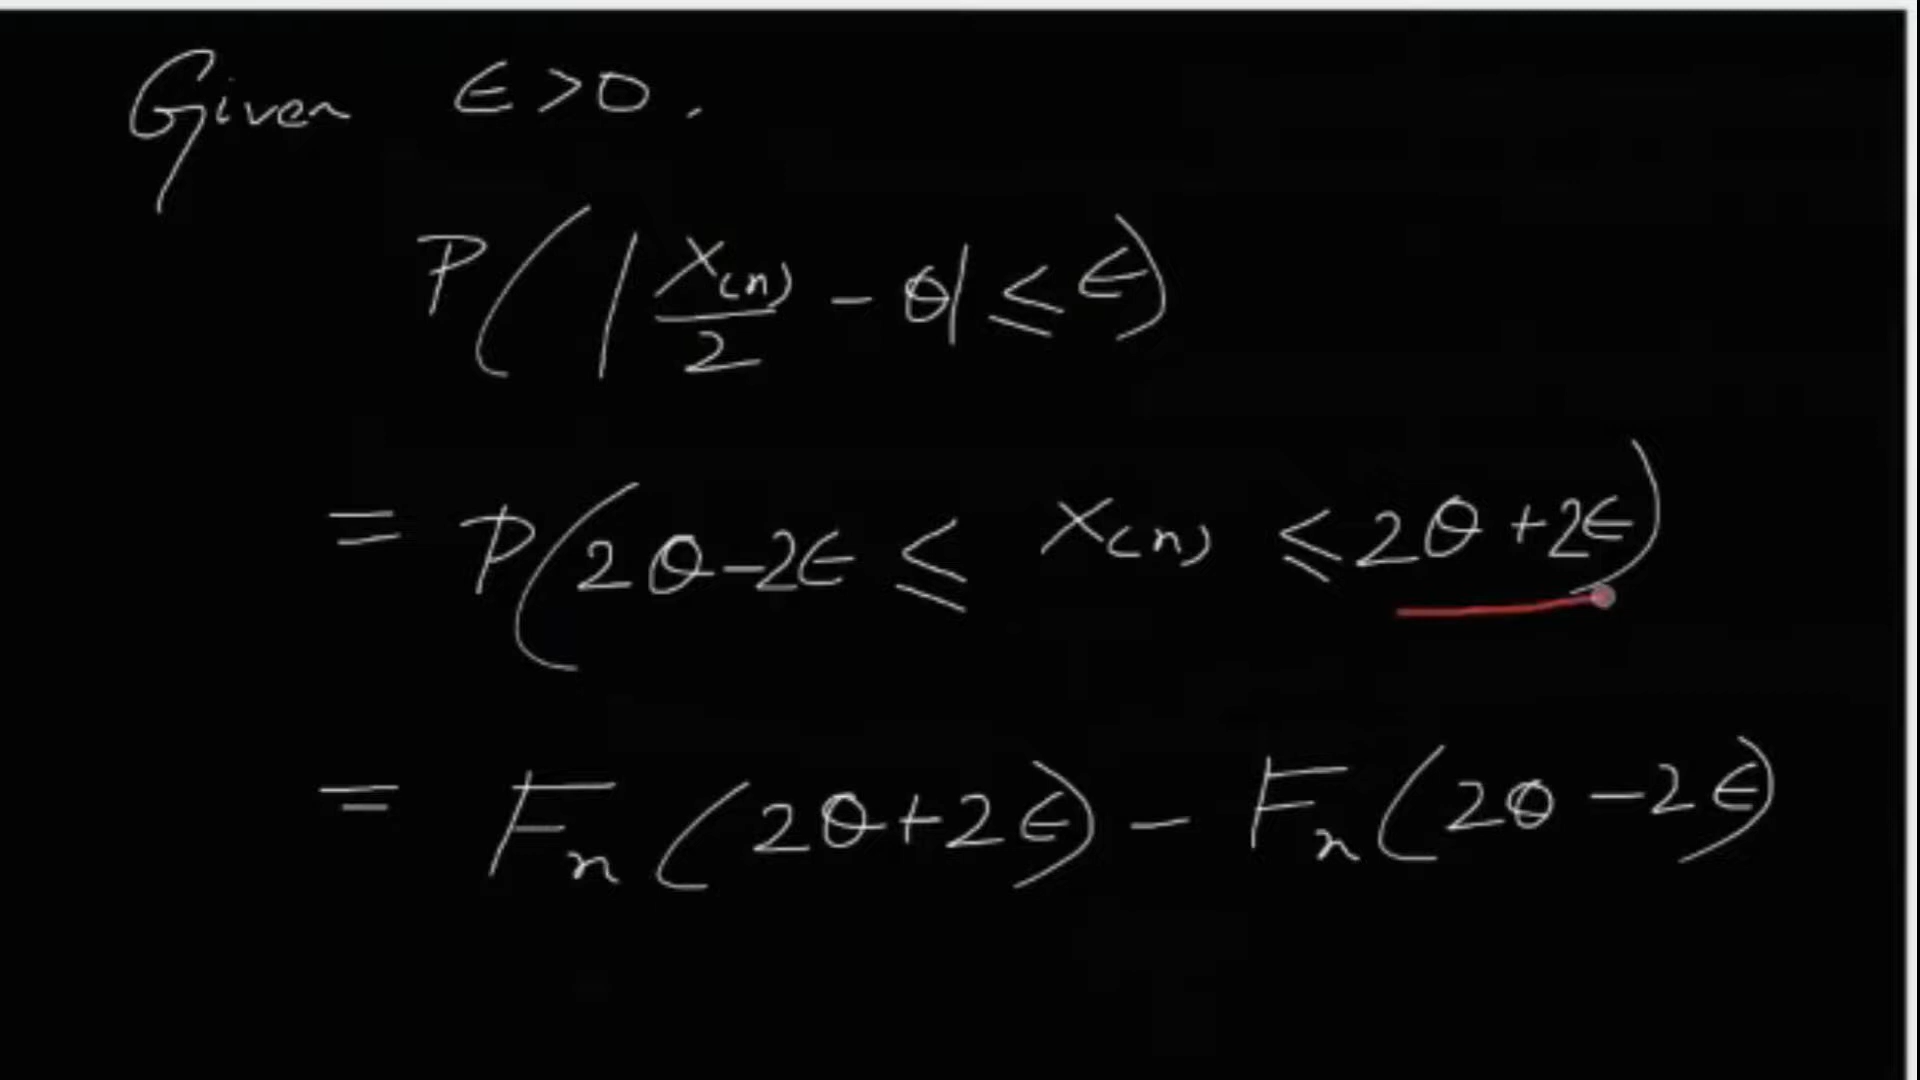 Given ϵ>0.
P(|X(n)/2 - θ| ≤ ϵ)
= P(2θ-2ϵ ≤ X(n) ≤ 2θ+2ϵ)
= Fn(2θ+2ϵ) - Fn(2θ-2ϵ)